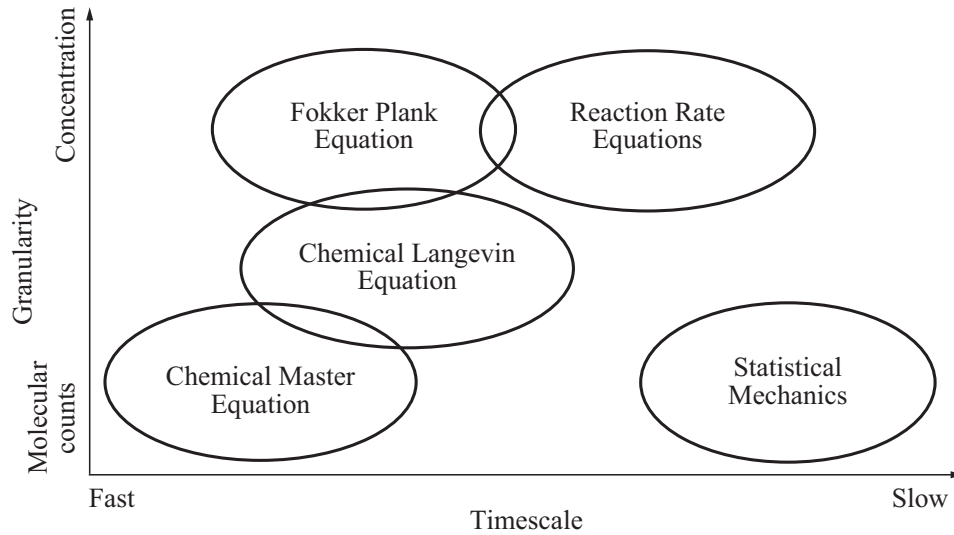 Concentration
Granularity
Molecular
counts
Fokker Plank
Equation
Reaction Rate
Equations
Chemical Langevin
Equation
Chemical Master
Equation
Statistical
Mechanics
Fast
Slow
Timescale